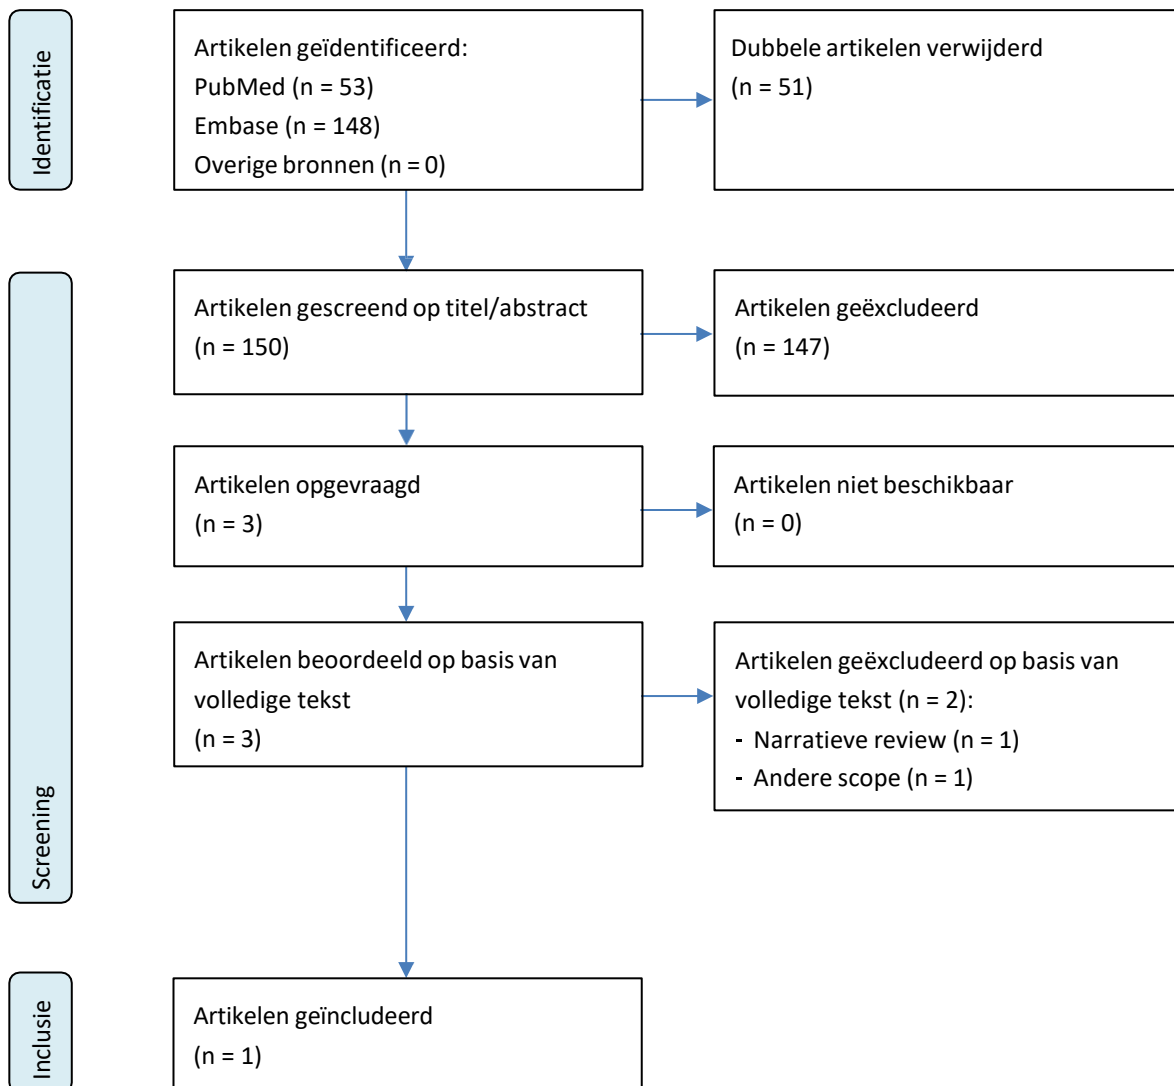 Identificatie
Artikelen geïdentificeerd:
PubMed (n = 53)
Embase (n = 148)
Overige bronnen (n = 0)
Dubbele artikelen verwijderd
(n = 51)
Screening
Artikelen gescreend op titel/abstract
(n = 150)
Artikelen geëxcludeerd
(n = 147)
Artikelen opgevraagd
(n = 3)
Artikelen niet beschikbaar
(n = 0)
Artikelen beoordeeld op basis van
volledige tekst
(n = 3)
Artikelen geëxcludeerd op basis van
volledige tekst (n = 2):
- Narratieve review (n = 1)
- Andere scope (n = 1)
Inclusie
Artikelen geïncludeerd
(n = 1)